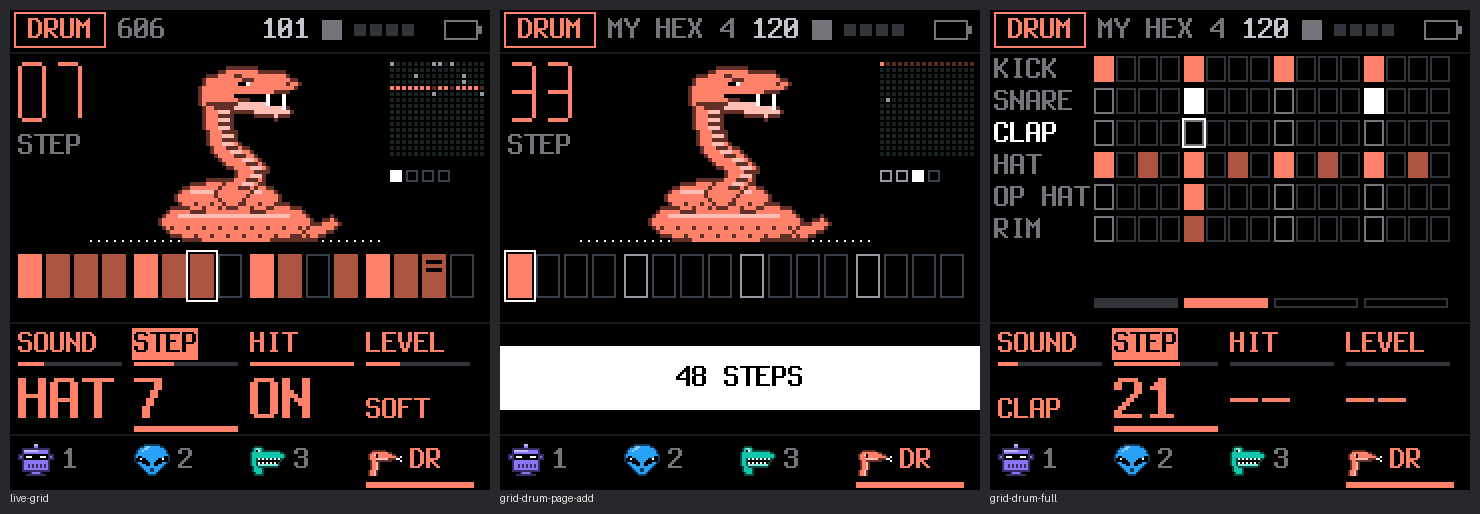 DRUM 606 101
07
STEP
SOUND STEP HIT LEVEL
HAT 7 ON SOFT
1 2 3 DR
live-grid
DRUM MY HEX 4 120
33
STEP
48 STEPS
1 2 3 DR
grid-drum-page-add
DRUM MY HEX 4 120
KICK
SNARE
CLAP
HAT
OP HAT
RIM
SOUND STEP HIT LEVEL
CLAP 21 -- --
1 2 3 DR
grid-drum-full